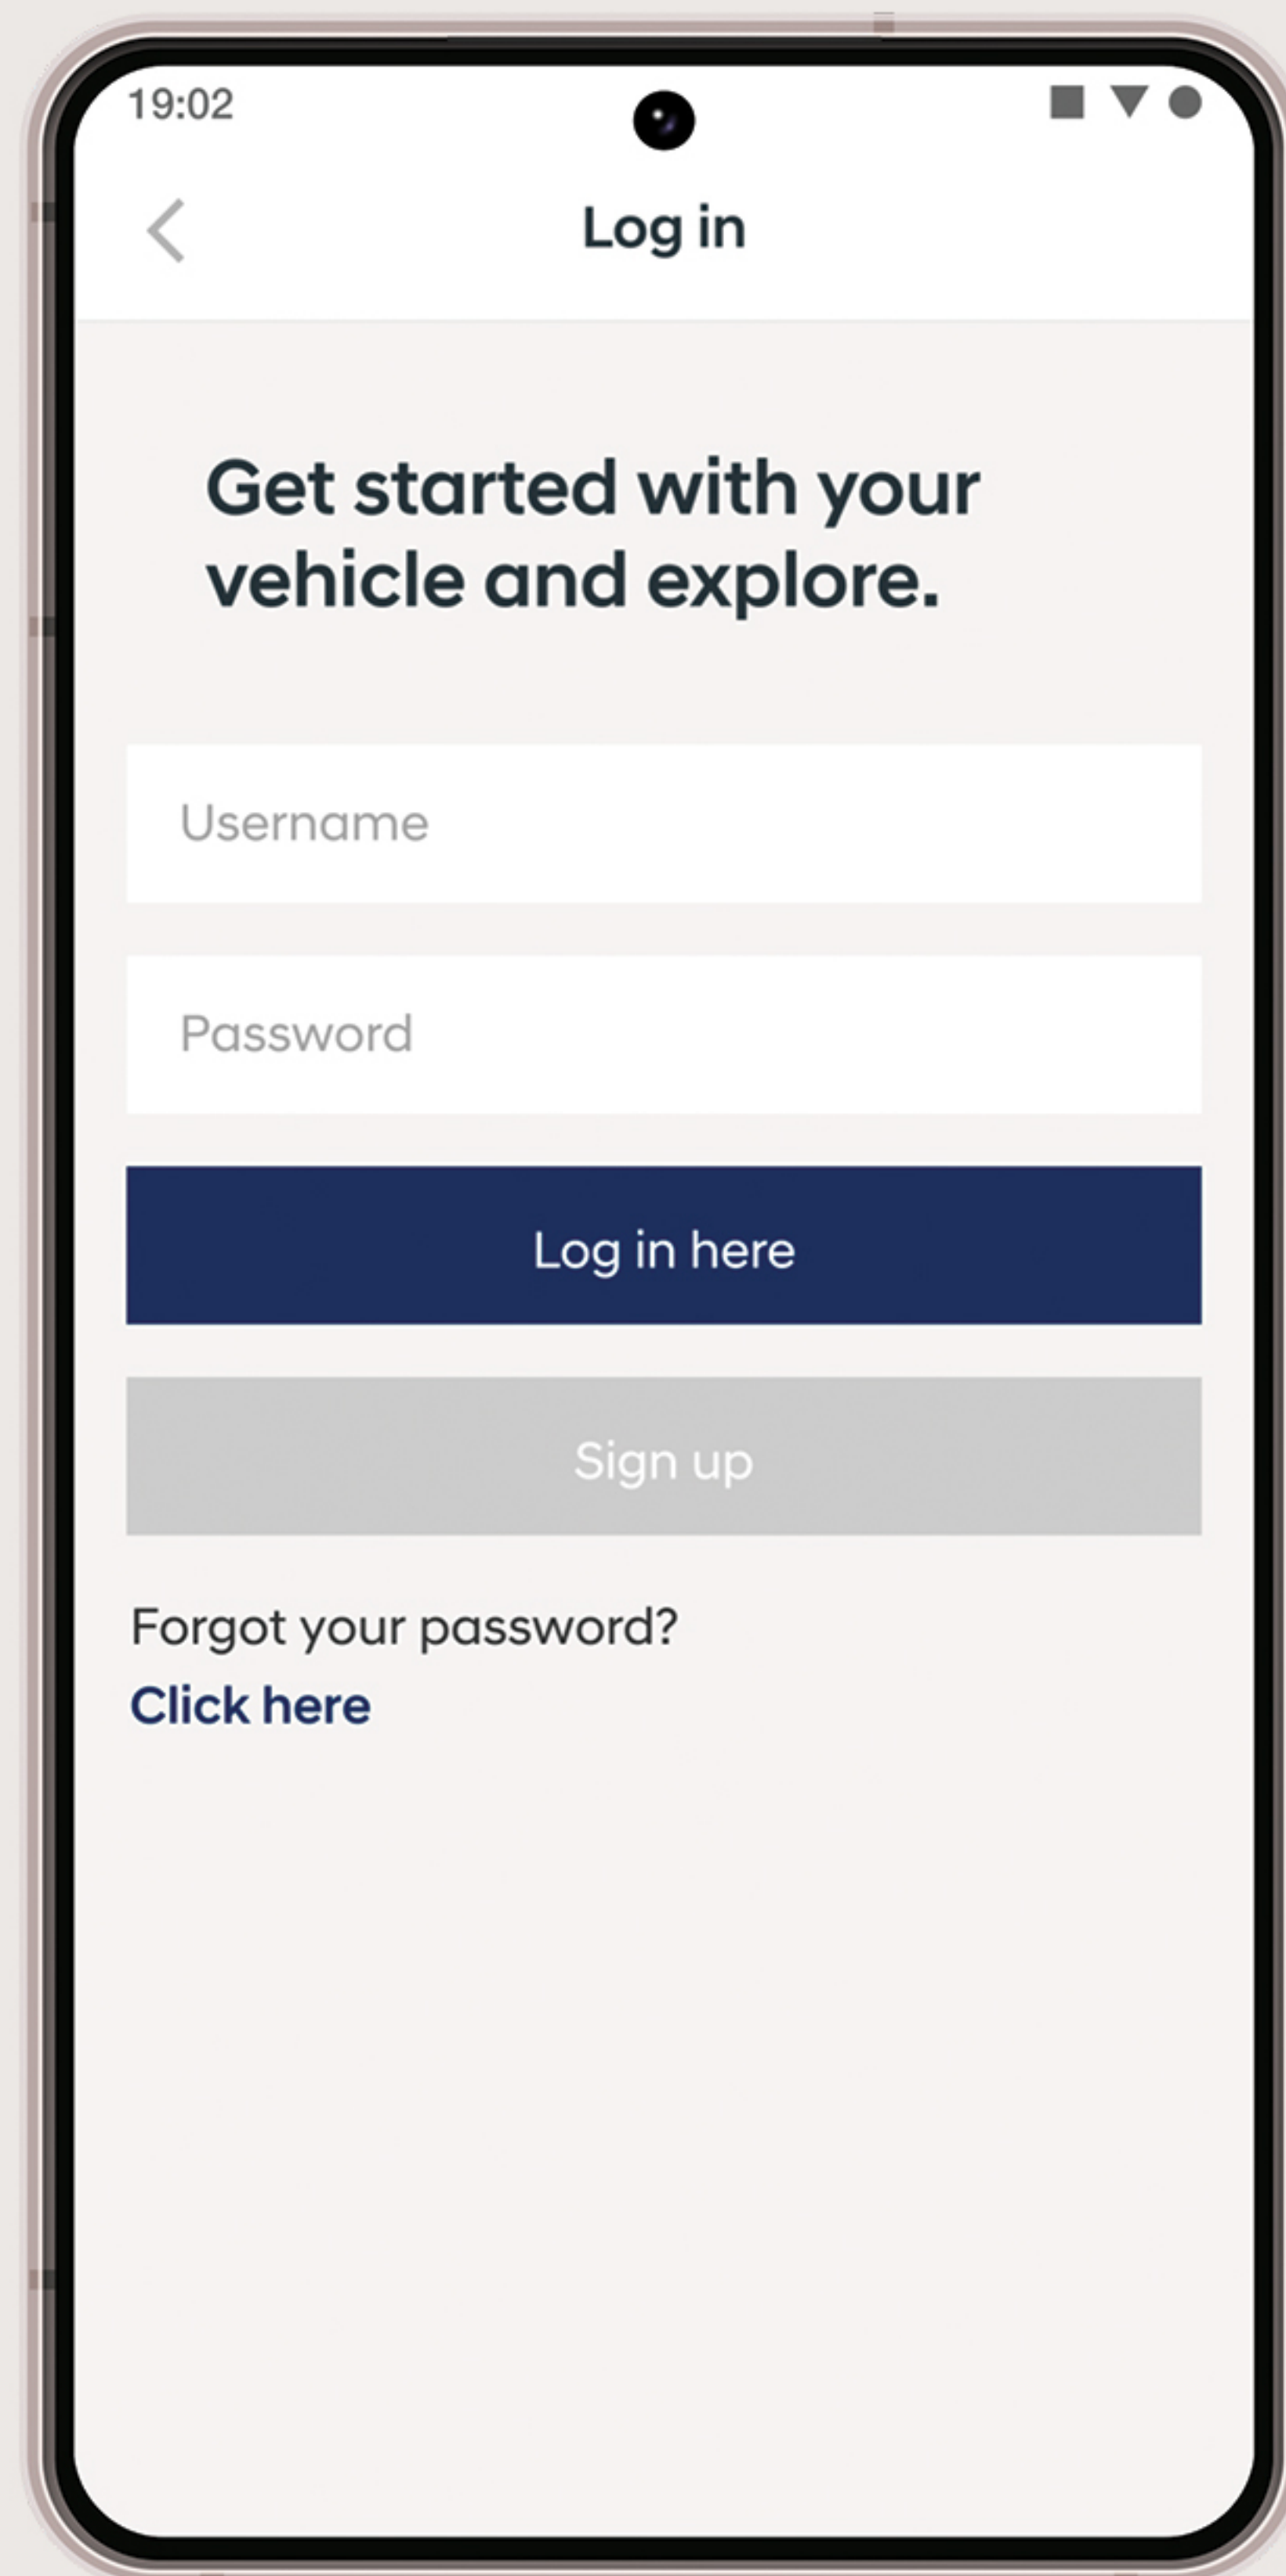 19:02
Log in
Get started with your
vehicle and explore.
Username
Password
Log in here
Sign up
Forgot your password?
Click here